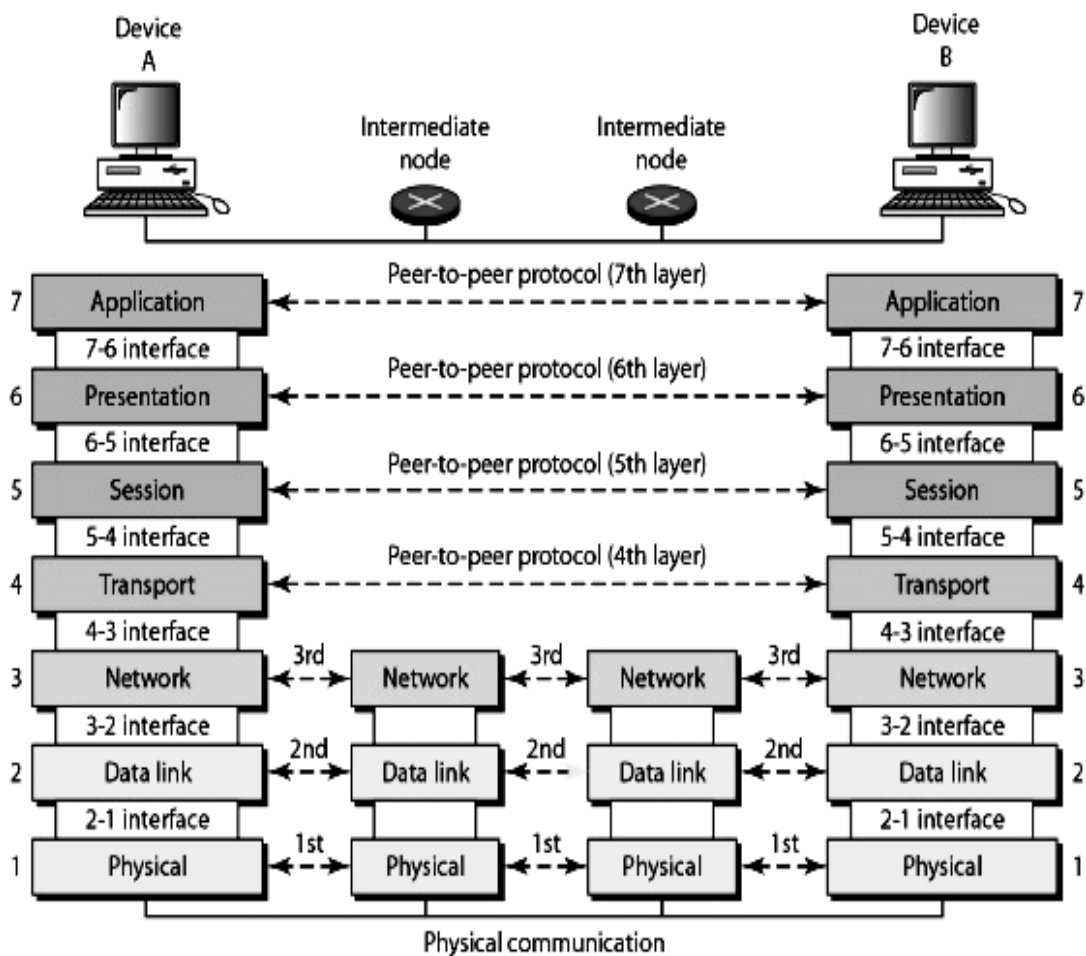 Device
A
Device
B
Intermediate
node
Intermediate
node
Peer-to-peer protocol (7th layer)
7 Application Application 7
7-6 interface 7-6 interface
Peer-to-peer protocol (6th layer)
6 Presentation Presentation 6
6-5 interface 6-5 interface
Peer-to-peer protocol (5th layer)
5 Session Session 5
5-4 interface 5-4 interface
Peer-to-peer protocol (4th layer)
4 Transport Transport 4
4-3 interface 4-3 interface
3rd 3rd 3rd
3 Network Network Network Network 3
3-2 interface 3-2 interface
2nd 2nd 2nd
2 Data link Data link Data link Data link 2
2-1 interface 2-1 interface
1st 1st 1st
1 Physical Physical Physical Physical 1
Physical communication